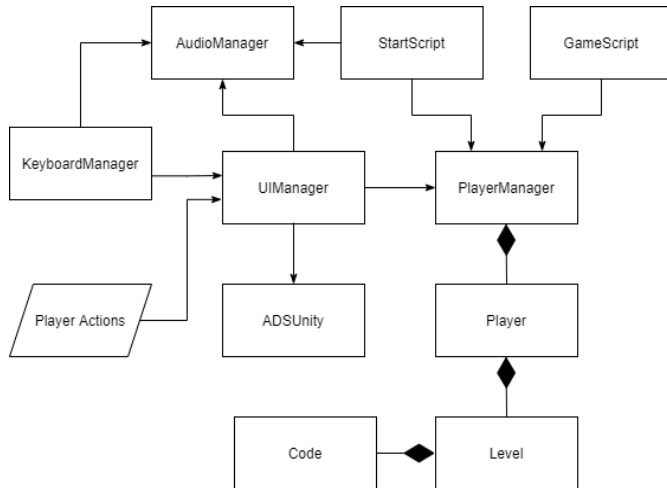 AudioManager
StartScript
GameScript
KeyboardManager
UIManager
PlayerManager
Player Actions
ADSUnity
Player
Code
Level